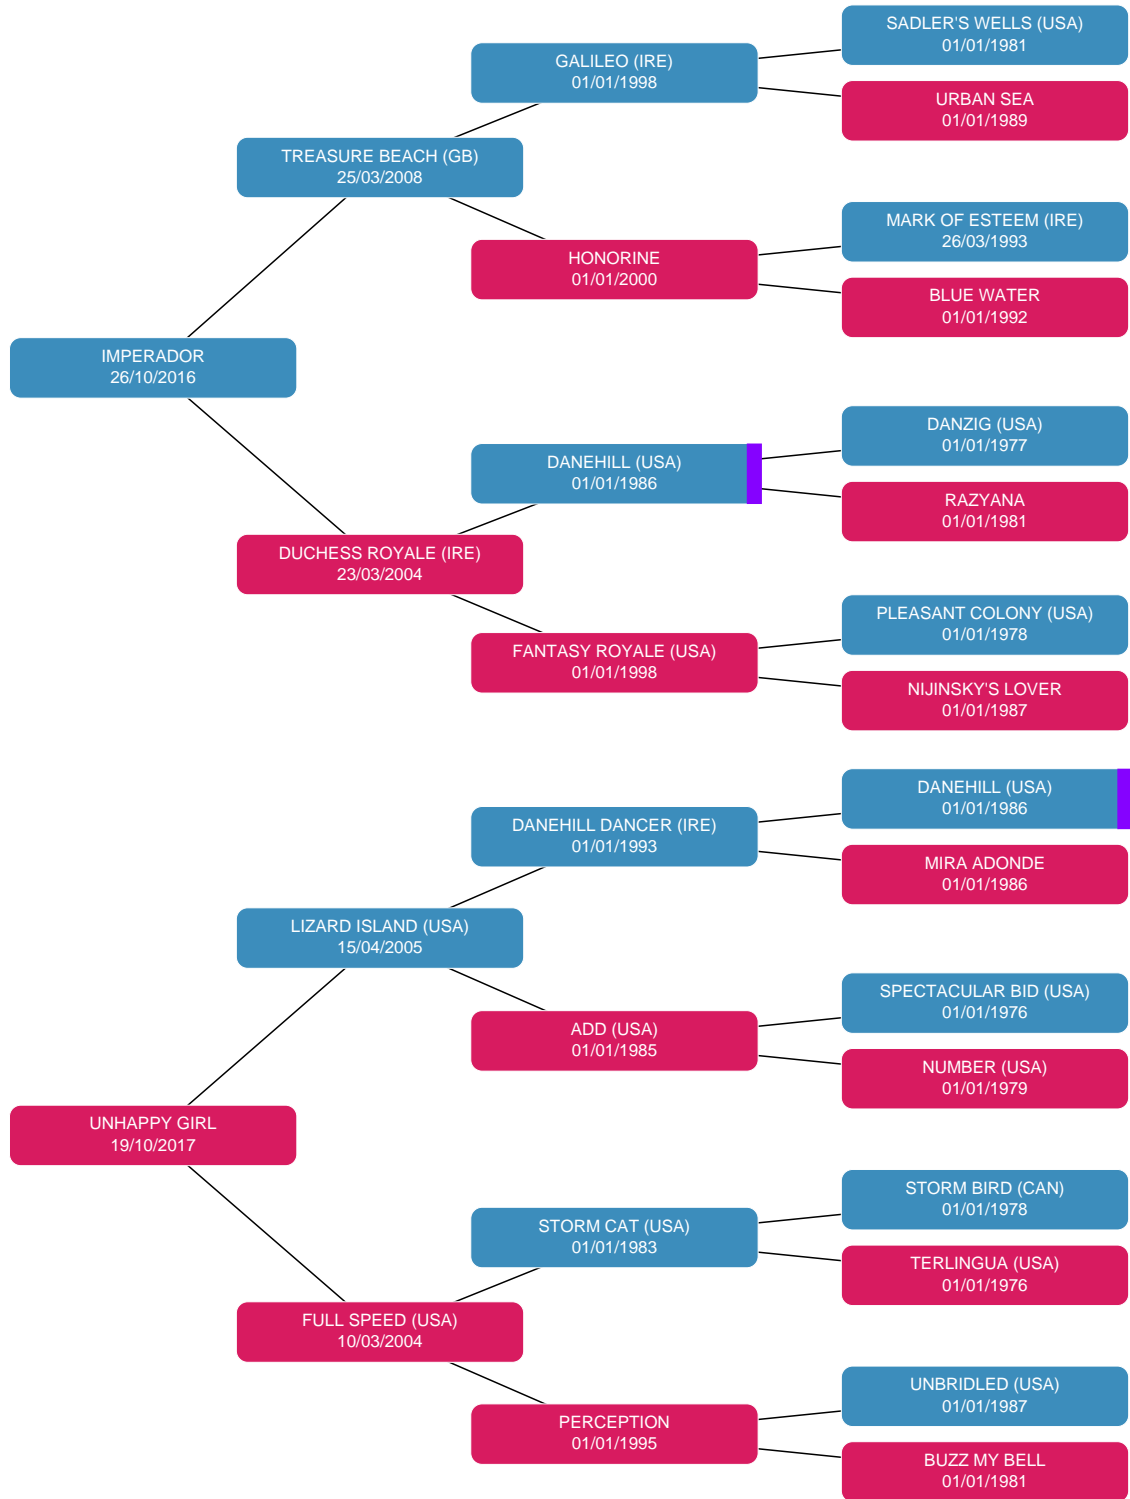 SADLER'S WELLS (USA)
01/01/1981
GALILEO (IRE)
01/01/1998
URBAN SEA
01/01/1989
TREASURE BEACH (GB)
25/03/2008
MARK OF ESTEEM (IRE)
26/03/1993
HONORINE
01/01/2000
BLUE WATER
01/01/1992
IMPERADOR
26/10/2016
DANZIG (USA)
01/01/1977
DANEHILL (USA)
01/01/1986
RAZYANA
01/01/1981
DUCHESS ROYALE (IRE)
23/03/2004
PLEASANT COLONY (USA)
01/01/1978
FANTASY ROYALE (USA)
01/01/1998
NIJINSKY'S LOVER
01/01/1987
DANEHILL (USA)
01/01/1986
DANEHILL DANCER (IRE)
01/01/1993
MIRA ADONDE
01/01/1986
LIZARD ISLAND (USA)
15/04/2005
SPECTACULAR BID (USA)
01/01/1976
ADD (USA)
01/01/1985
NUMBER (USA)
01/01/1979
UNHAPPY GIRL
19/10/2017
STORM BIRD (CAN)
01/01/1978
STORM CAT (USA)
01/01/1983
TERLINGUA (USA)
01/01/1976
FULL SPEED (USA)
10/03/2004
UNBRIDLED (USA)
01/01/1987
PERCEPTION
01/01/1995
BUZZ MY BELL
01/01/1981